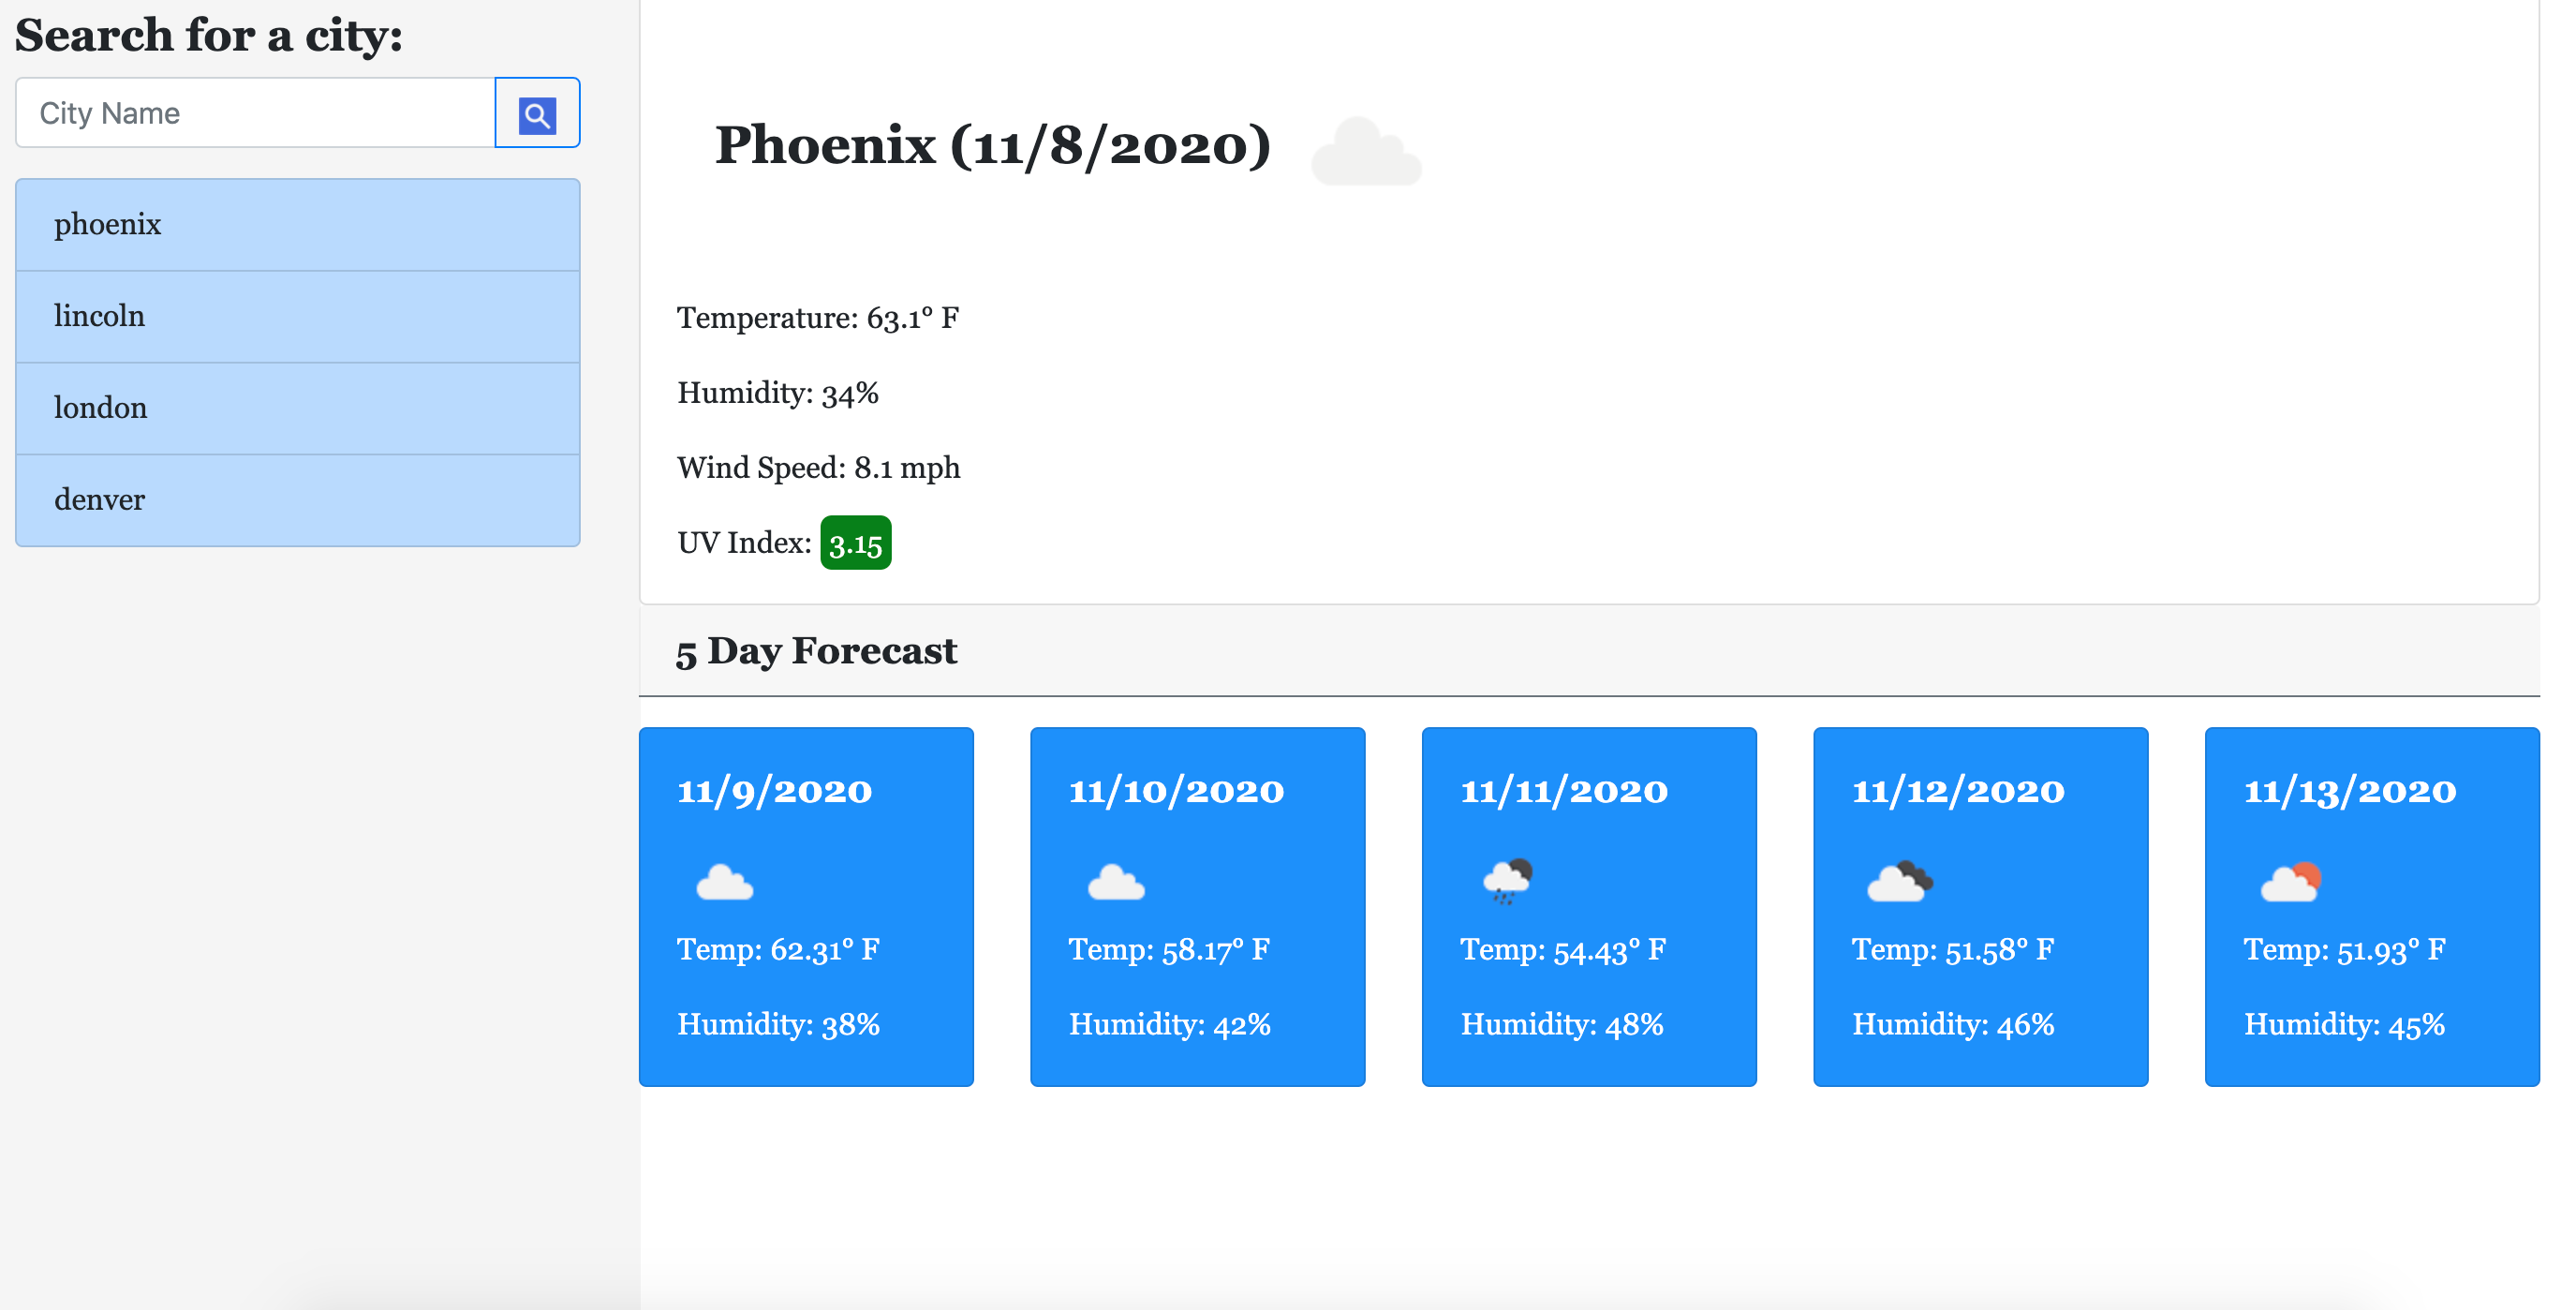 Search for a city:
City Name
phoenix
lincoln
london
denver
Phoenix (11/8/2020)
Temperature: 63.1° F
Humidity: 34%
Wind Speed: 8.1 mph
UV Index: 3.15
5 Day Forecast
11/9/2020
Temp: 62.31° F
Humidity: 38%
11/10/2020
Temp: 58.17° F
Humidity: 42%
11/11/2020
Temp: 54.43° F
Humidity: 48%
11/12/2020
Temp: 51.58° F
Humidity: 46%
11/13/2020
Temp: 51.93° F
Humidity: 45%